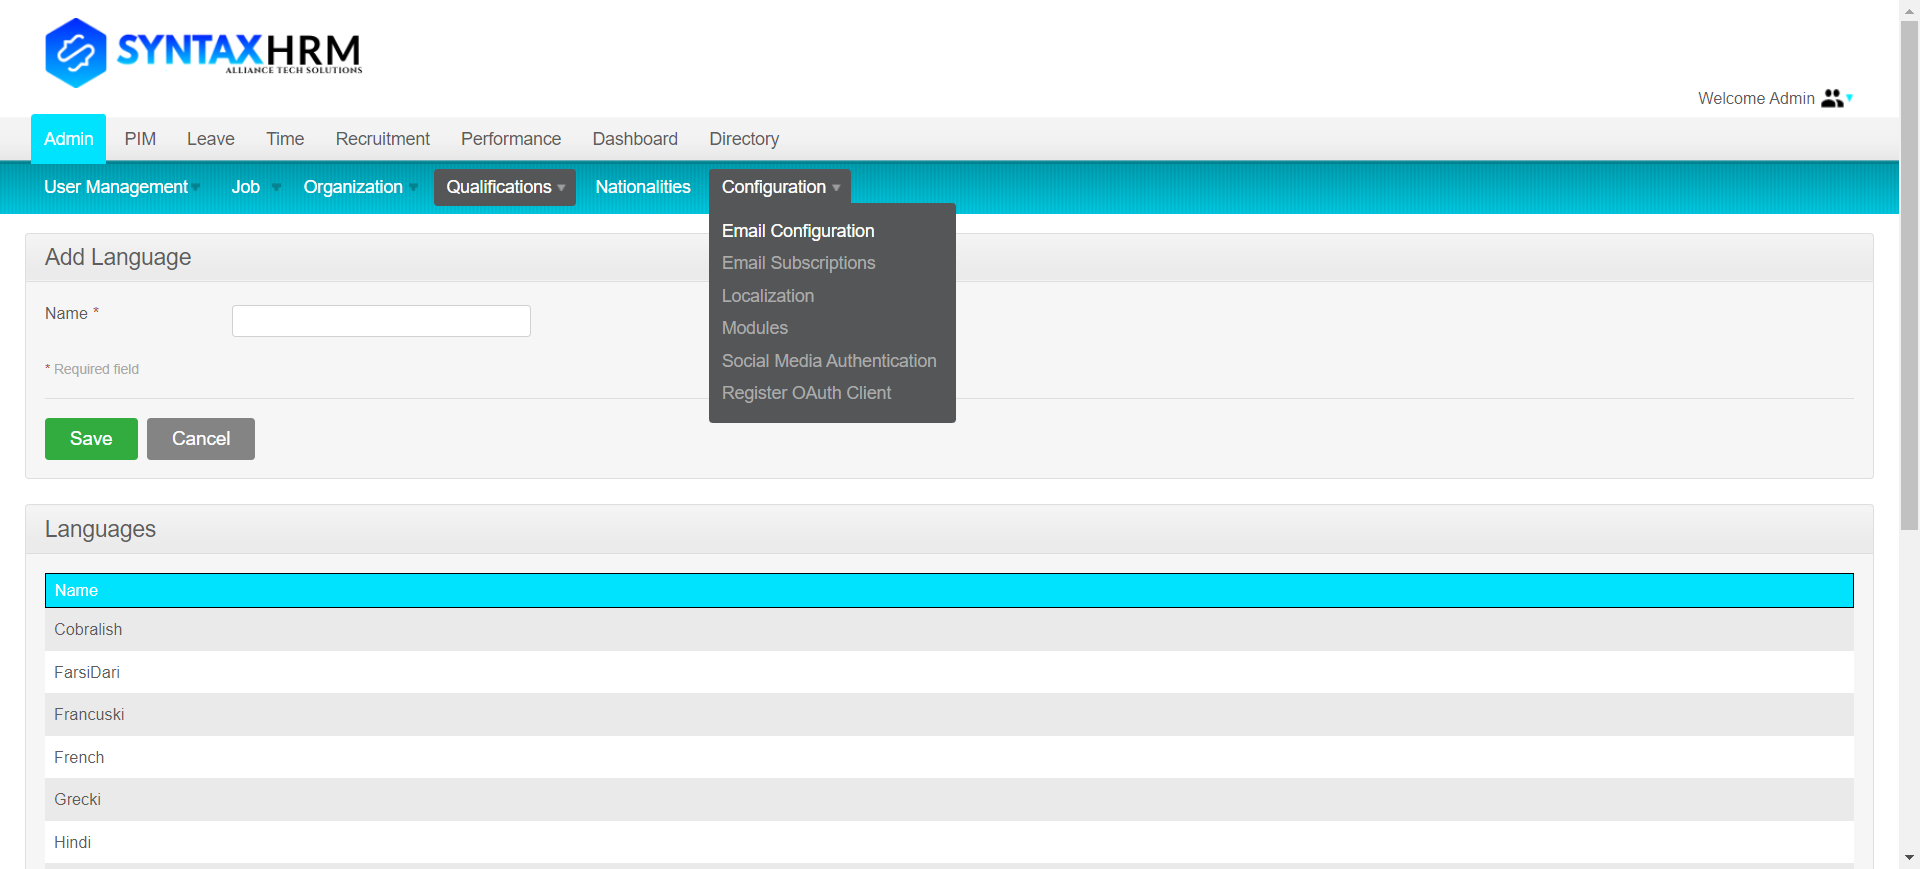 SYNTAXHRM
ALLIANCE TECH SOLUTIONS
Welcome Admin
Admin PIM Leave Time Recruitment Performance Dashboard Directory
User Management Job Organization Qualifications Nationalities Configuration
Email Configuration
Email Subscriptions
Localization
Modules
Social Media Authentication
Register OAuth Client
Add Language
Name *
* Required field
Save Cancel
Languages
Name
Cobralish
FarsiDari
Francuski
French
Grecki
Hindi